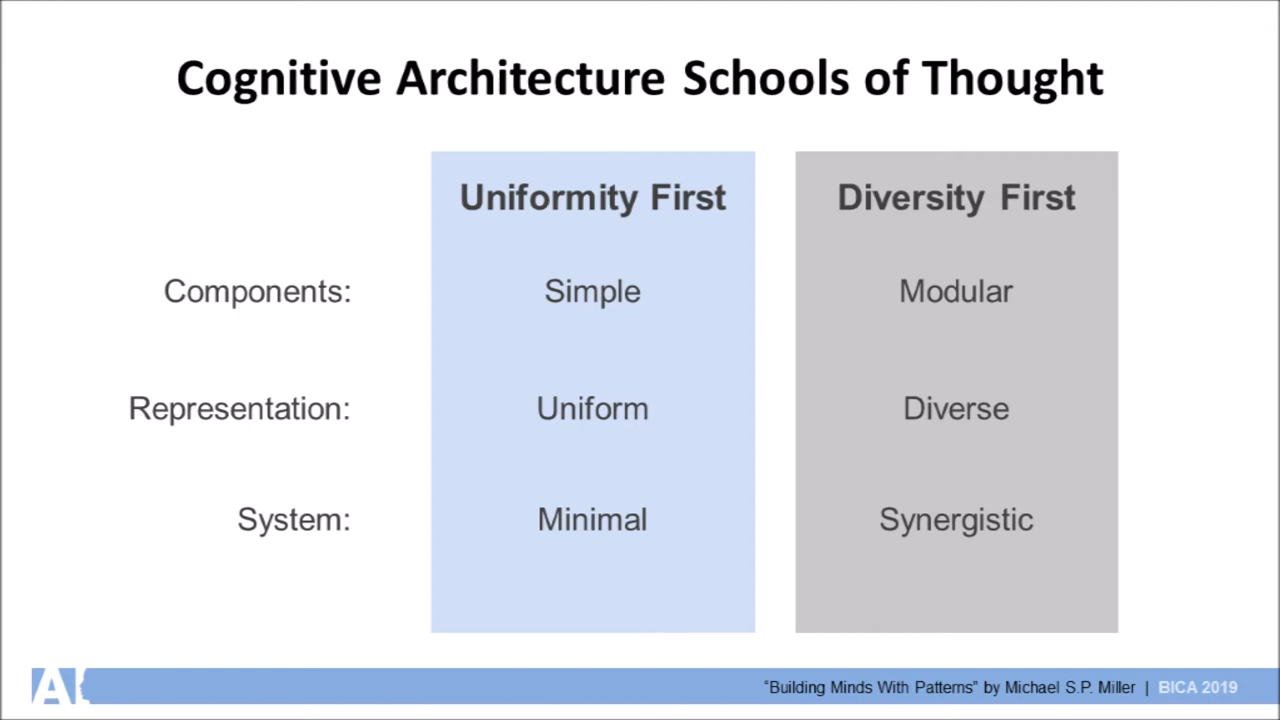 Cognitive Architecture Schools of Thought
Uniformity First Diversity First
Components: Simple Modular
Representation: Uniform Diverse
System: Minimal Synergistic
AI "Building Minds With Patterns" by Michael S.P. Miller | BICA 2019